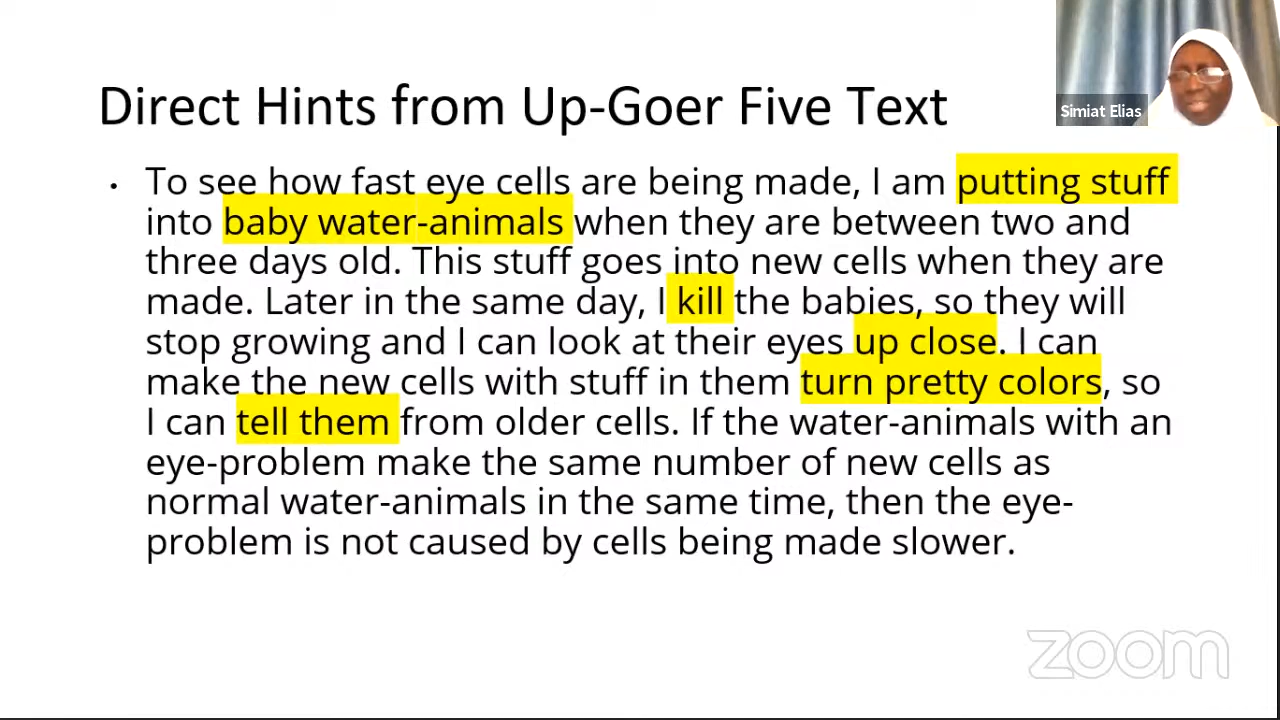 Simiat Elias
Direct Hints from Up-Goer Five Text
• To see how fast eye cells are being made, I am putting stuff
into baby water-animals when they are between two and
three days old. This stuff goes into new cells when they are
made. Later in the same day, I kill the babies, so they will
stop growing and I can look at their eyes up close. I can
make the new cells with stuff in them turn pretty colors, so
I can tell them from older cells. If the water-animals with an
eye-problem make the same number of new cells as
normal water-animals in the same time, then the eye-
problem is not caused by cells being made slower.
zoom